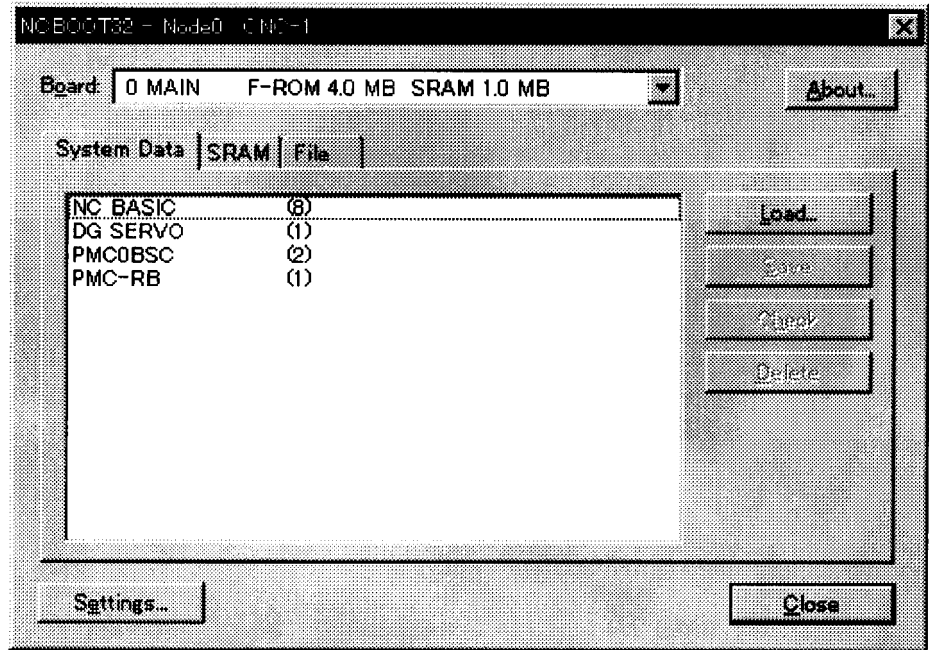 NCBOOT32 - Node0 CNC-1
Board: 0 MAIN F-ROM 4.0 MB SRAM 1.0 MB About...
System Data SRAM File
NC BASIC (8) Load...
DG SERVO (1) Save
PMC0BSC (2) Check
PMC-RB (1) Delete
Settings... Close